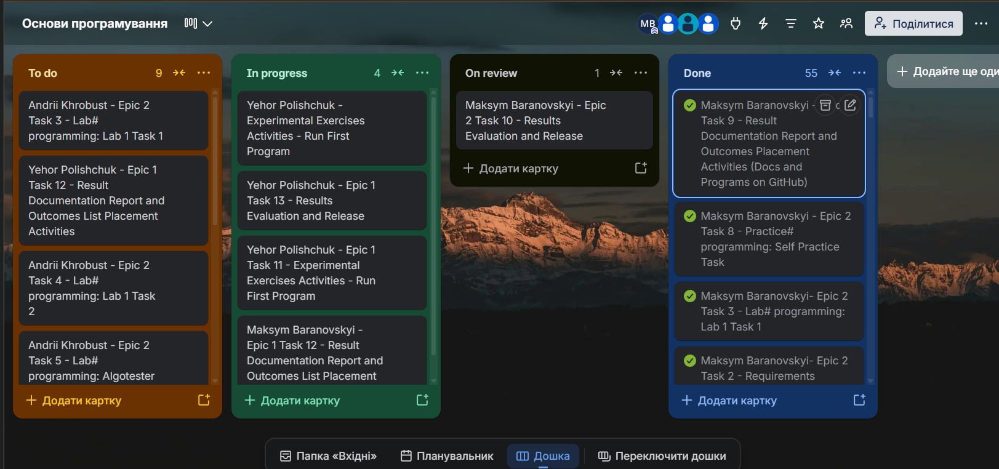 Основи програмування
MB
Поділитися
To do
9
Andrii Khrobust - Epic 2
Task 3 - Lab#
programming: Lab 1 Task 1
Yehor Polishchuk - Epic 1
Task 12 - Result
Documentation Report and
Outcomes List Placement
Activities
Andrii Khrobust - Epic 2
Task 4 - Lab#
programming: Lab 1 Task
2
Andrii Khrobust - Epic 2
Task 5 - Lab#
programming: Algotester
Додати картку
In progress
4
Yehor Polishchuk -
Experimental Exercises
Activities - Run First
Program
Yehor Polishchuk - Epic 1
Task 13 - Results
Evaluation and Release
Yehor Polishchuk - Epic 1
Task 11 - Experimental
Exercises Activities - Run
First Program
Maksym Baranovskyi -
Epic 1 Task 12 - Result
Documentation Report and
Outcomes List Placement
Додати картку
On review
1
Maksym Baranovskyi - Epic
2 Task 10 - Results
Evaluation and Release
Додати картку
Done
55
Maksym Baranovskyi -
Task 9 - Result
Documentation Report and
Outcomes Placement
Activities (Docs and
Programs on GitHub)
Maksym Baranovskyi - Epic 2
Task 8 - Practice#
programming: Self Practice
Task
Maksym Baranovskyi- Epic 2
Task 3 - Lab# programming:
Lab 1 Task 1
Maksym Baranovskyi- Epic 2
Task 2 - Requirements
Додати картку
Додайте ще оди
Папка «Вхідні»
Планувальник
Дошка
Переключити дошки